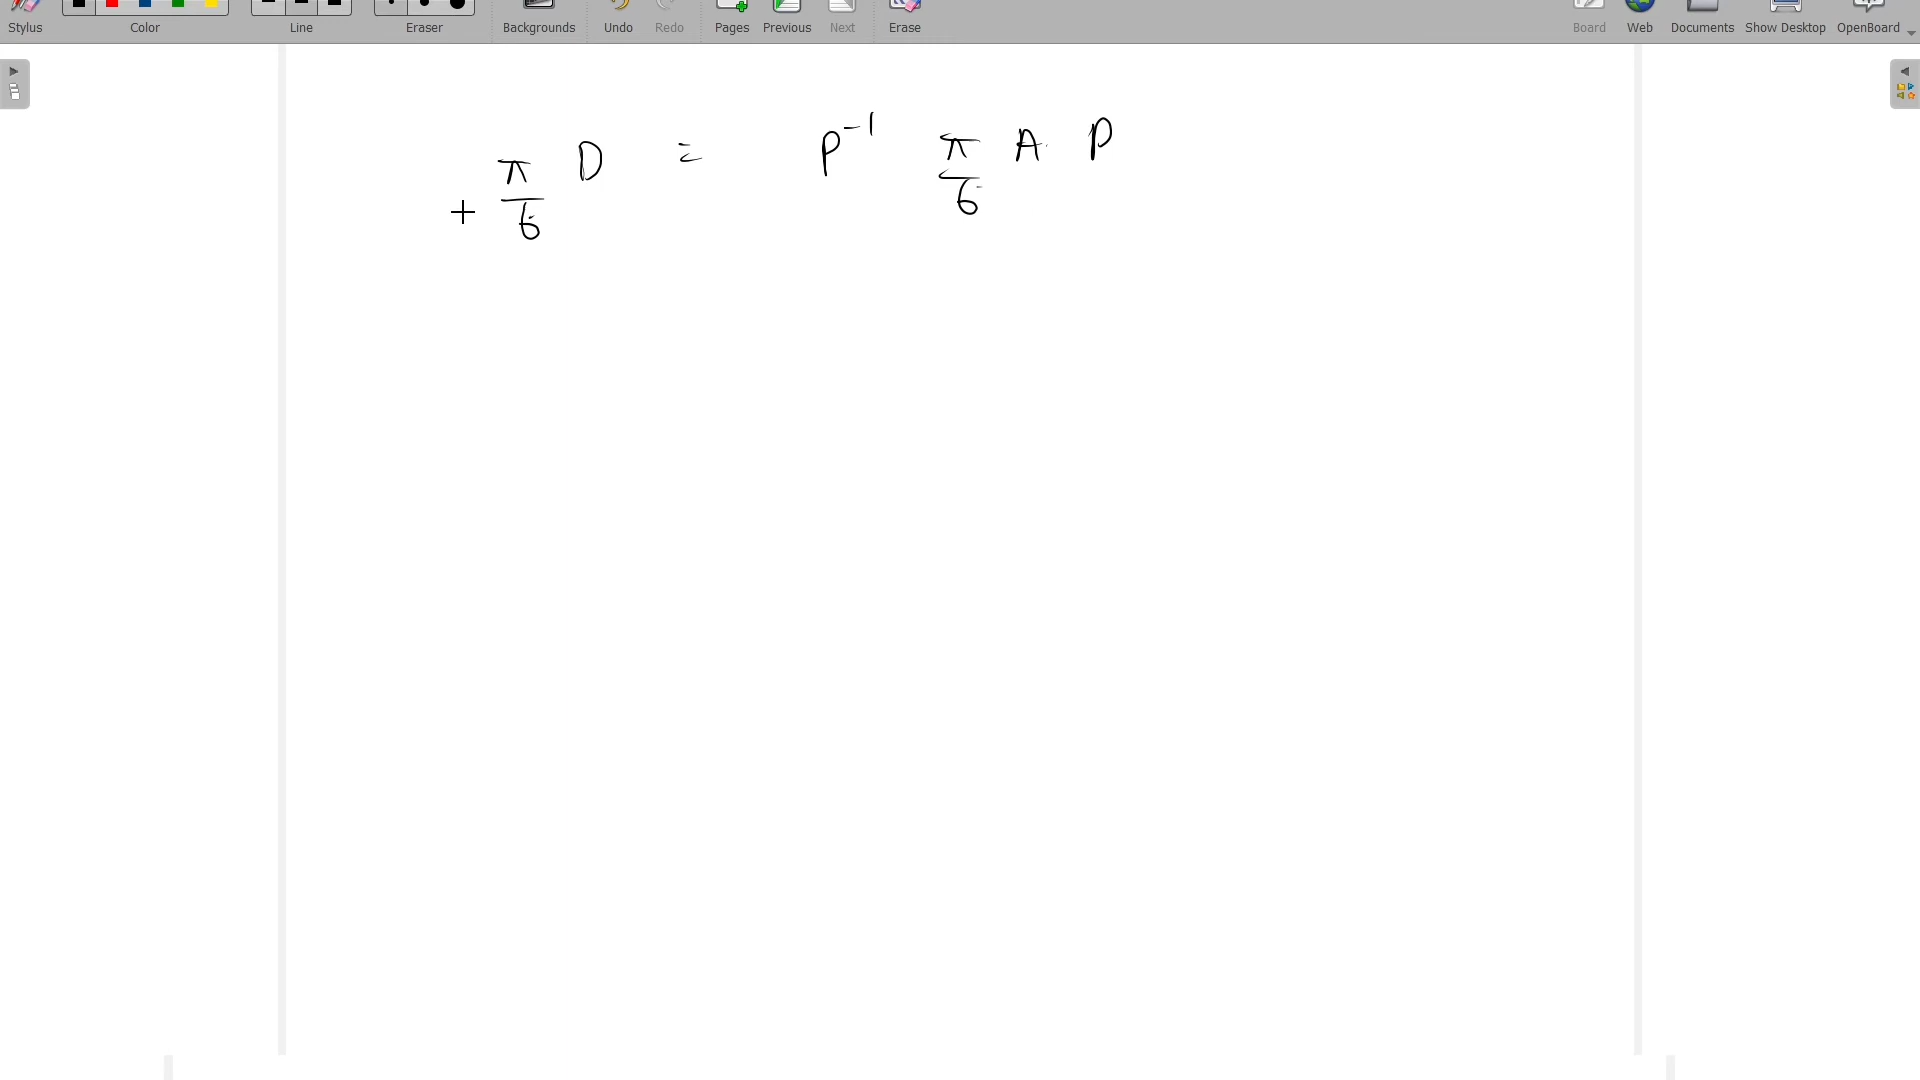 Stylus Color Line Eraser Backgrounds Undo Redo Pages Previous Next Erase Board Web Documents Show Desktop OpenBoard
π/6 D = P⁻¹ π/6 A P